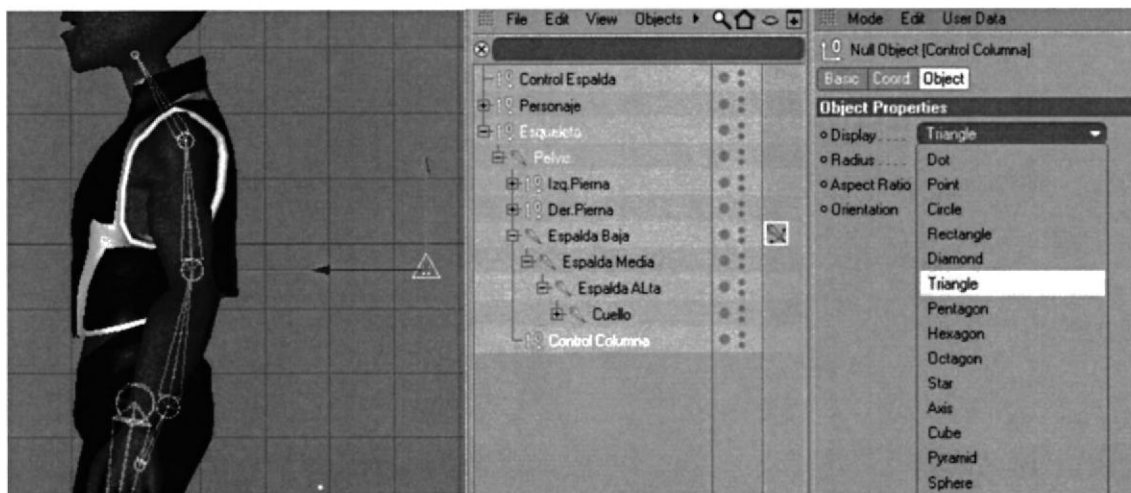 File Edit View Objects
Control Espalda
Personaje
Esqueleto
Pelvis
Izq.Pierna
Der.Pierna
Espalda Baja
Espalda Media
Espalda ALta
Cuello
Control Columna
Mode Edit User Data
Null Object [Control Columna]
Basic Coord. Object
Object Properties
Display Triangle
Radius
Aspect Ratio
Orientation
Dot
Point
Circle
Rectangle
Diamond
Triangle
Pentagon
Hexagon
Octagon
Star
Axis
Cube
Pyramid
Sphere